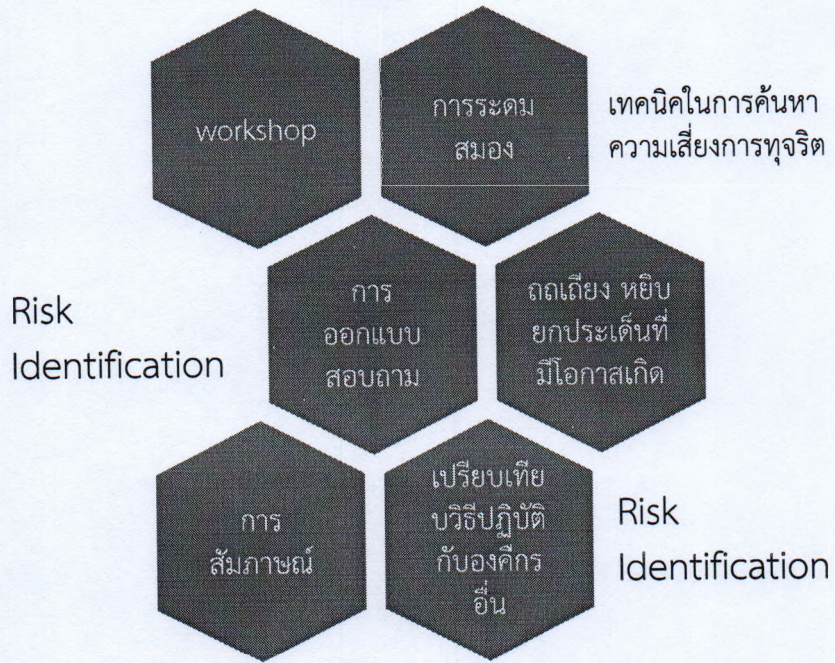 workshop
การระดม
สมอง
เทคนิคในการค้นหา
ความเสี่ยงการทุจริต
Risk
Identification
การ
ออกแบบ
สอบถาม
ถกเถียง หยิบ
ยกประเด็นที่
มีโอกาสเกิด
การ
สัมภาษณ์
เปรียบเทีย
บวิธีปฏิบัติ
กับองค์กร
อื่น
Risk
Identification